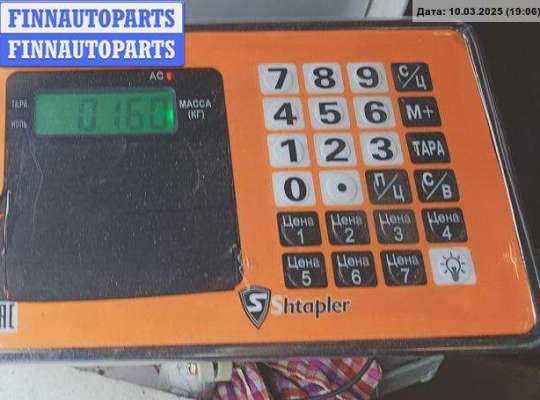 FINNAUTOPARTS
FINNAUTOPARTS
Дата: 10.03.2025 (19:06)
AC
ТАРА
НОЛЬ
0.160
МАССА
(КГ)
7 8 9 С/Ц
4 5 6 М+
1 2 3 ТАРА
0 • П/Ц С/В
Цена 1 Цена 2 Цена 3 Цена 4
Цена 5 Цена 6 Цена 7
Shtapler
EAC